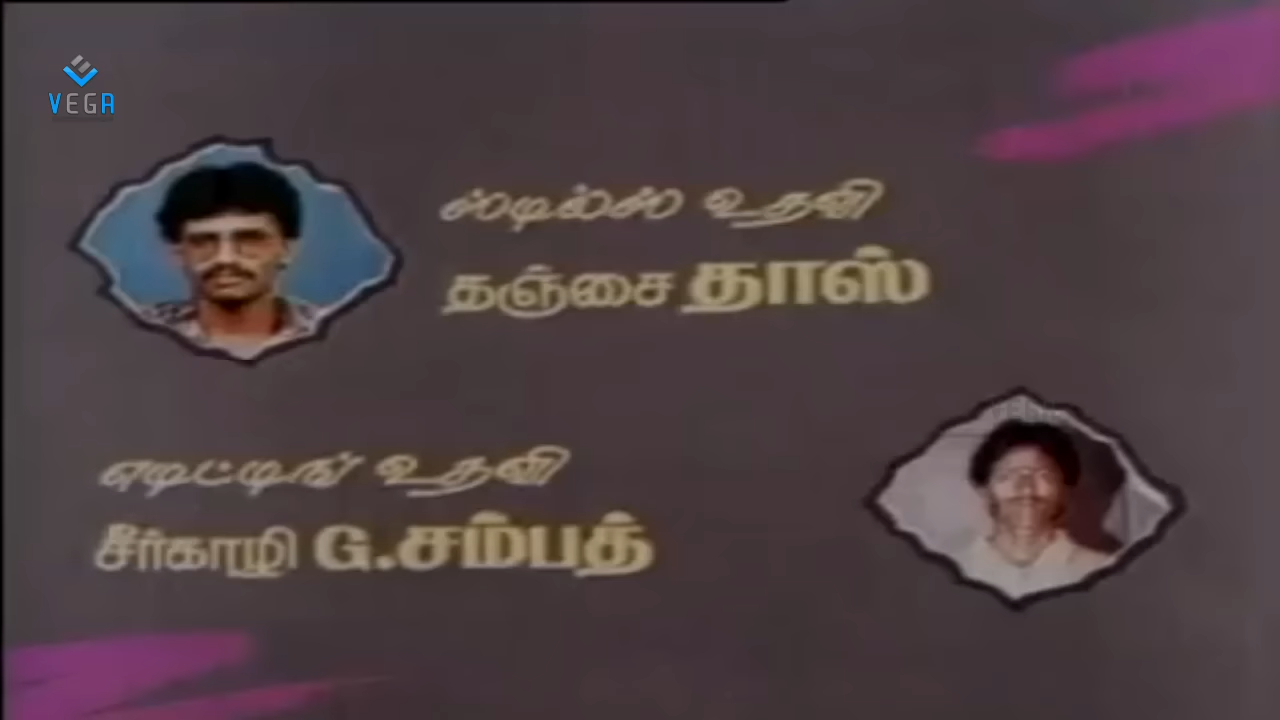 VEGA
ஸ்டில்ஸ் உதவி
தஞ்சை தாஸ்
எடிட்டிங் உதவி
சீர்காழி G.சம்பத்